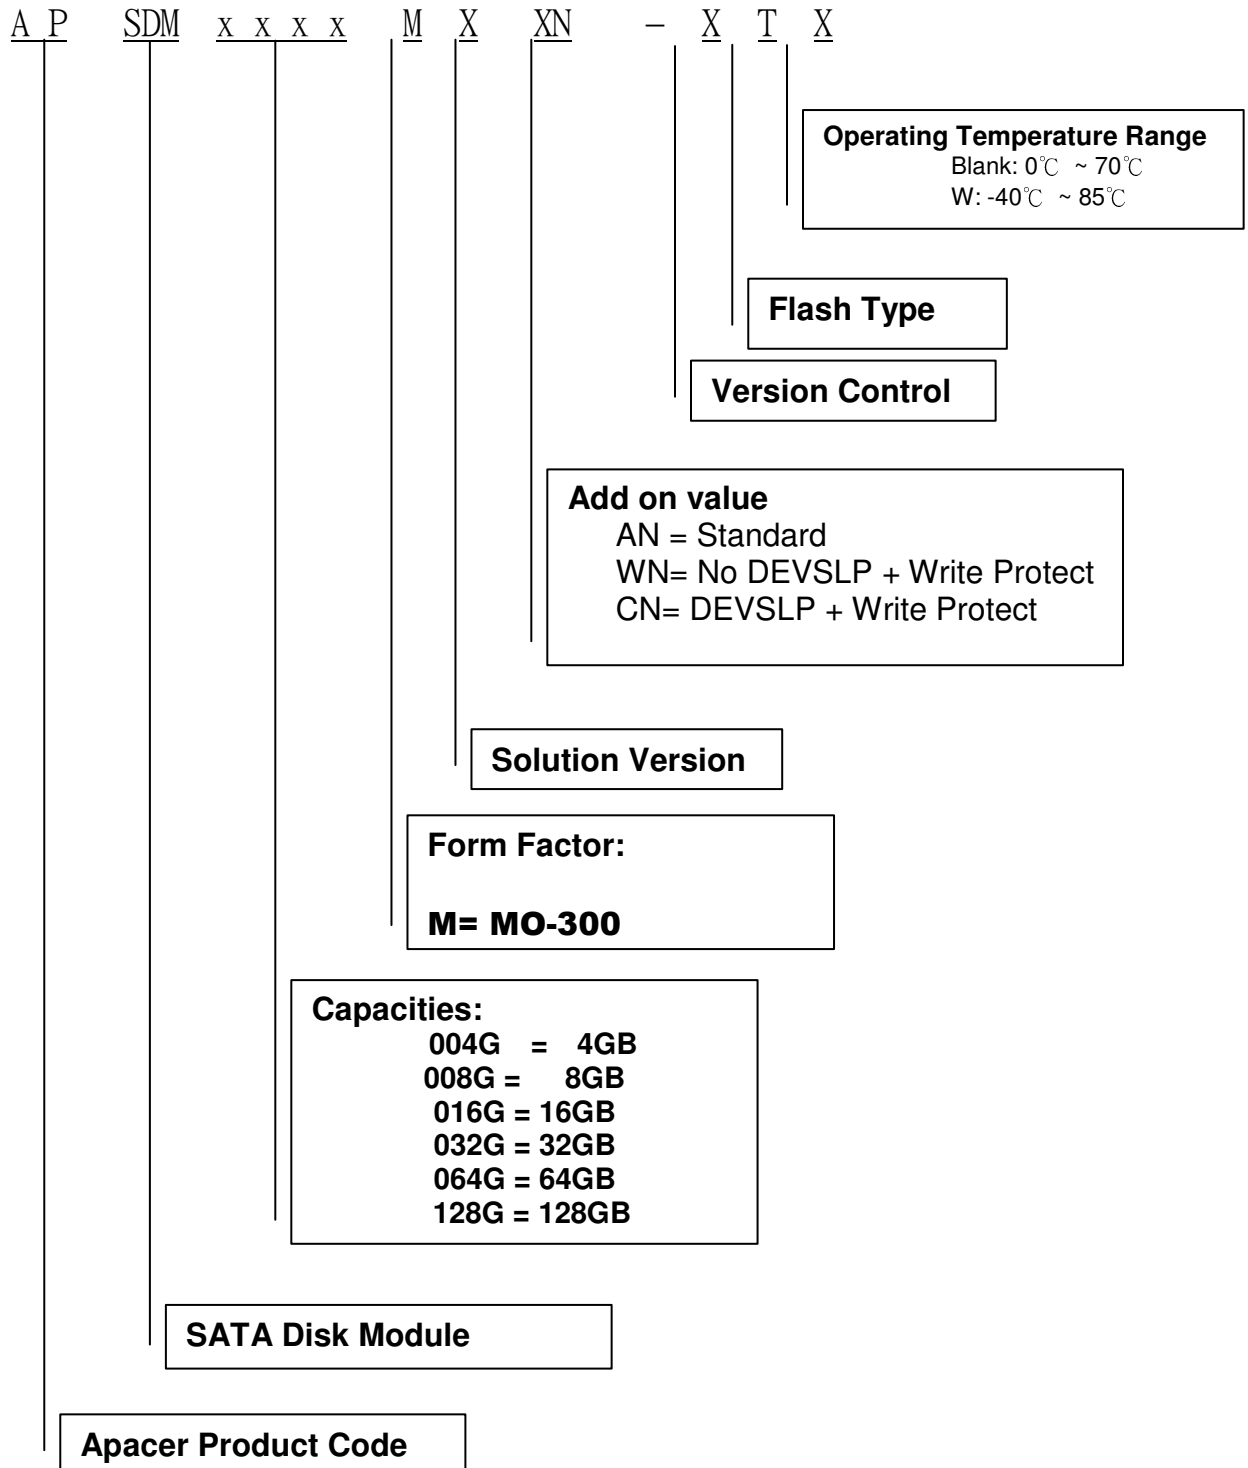 A P SDM x x x x M X XN - X T X
Operating Temperature Range
Blank: 0℃ ~ 70℃
W: -40℃ ~ 85℃
Flash Type
Version Control
Add on value
AN = Standard
WN= No DEVSLP + Write Protect
CN= DEVSLP + Write Protect
Solution Version
Form Factor:
M= MO-300
Capacities:
004G = 4GB
008G = 8GB
016G = 16GB
032G = 32GB
064G = 64GB
128G = 128GB
SATA Disk Module
Apacer Product Code